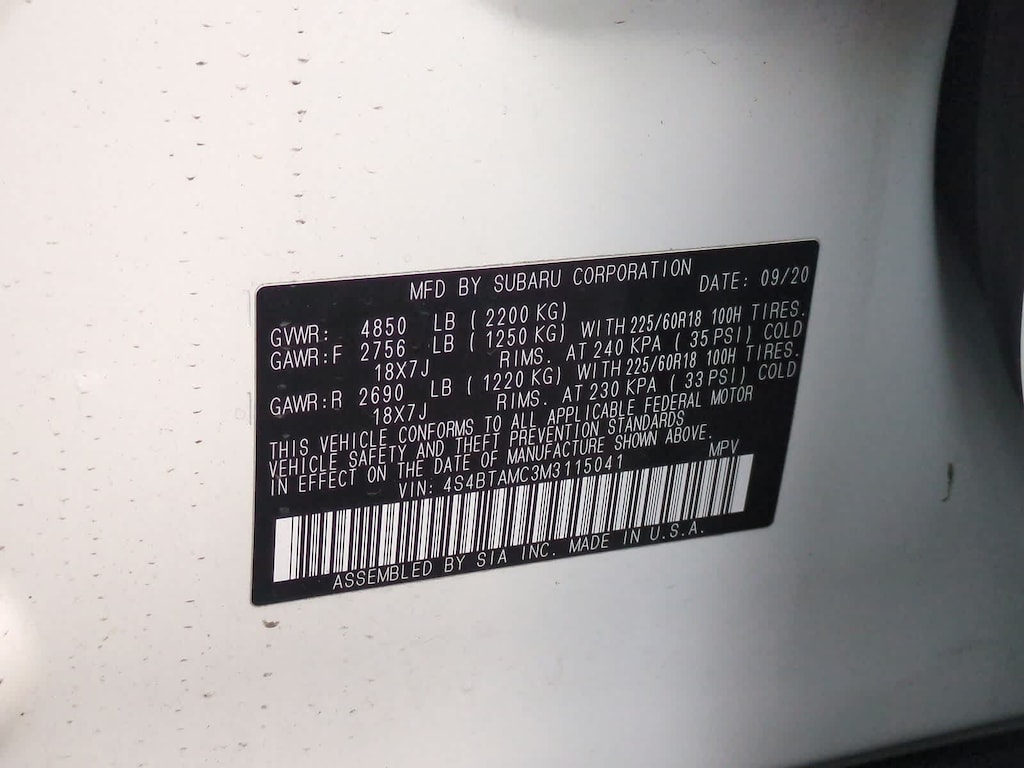 MFD BY SUBARU CORPORATION DATE: 09/20
GVWR: 4850 LB ( 2200 KG)
GAWR:F 2756 LB ( 1250 KG) WITH 225/60R18 100H TIRES.
18X7J RIMS. AT 240 KPA ( 35 PSI) COLD
GAWR:R 2690 LB ( 1220 KG) WITH 225/60R18 100H TIRES.
18X7J RIMS. AT 230 KPA ( 33 PSI) COLD
THIS VEHICLE CONFORMS TO ALL APPLICABLE FEDERAL MOTOR
VEHICLE SAFETY AND THEFT PREVENTION STANDARDS
IN EFFECT ON THE DATE OF MANUFACTURE SHOWN ABOVE.
VIN: 4S4BTAMC3M3115041 MPV
ASSEMBLED BY SIA INC. MADE IN U.S.A.